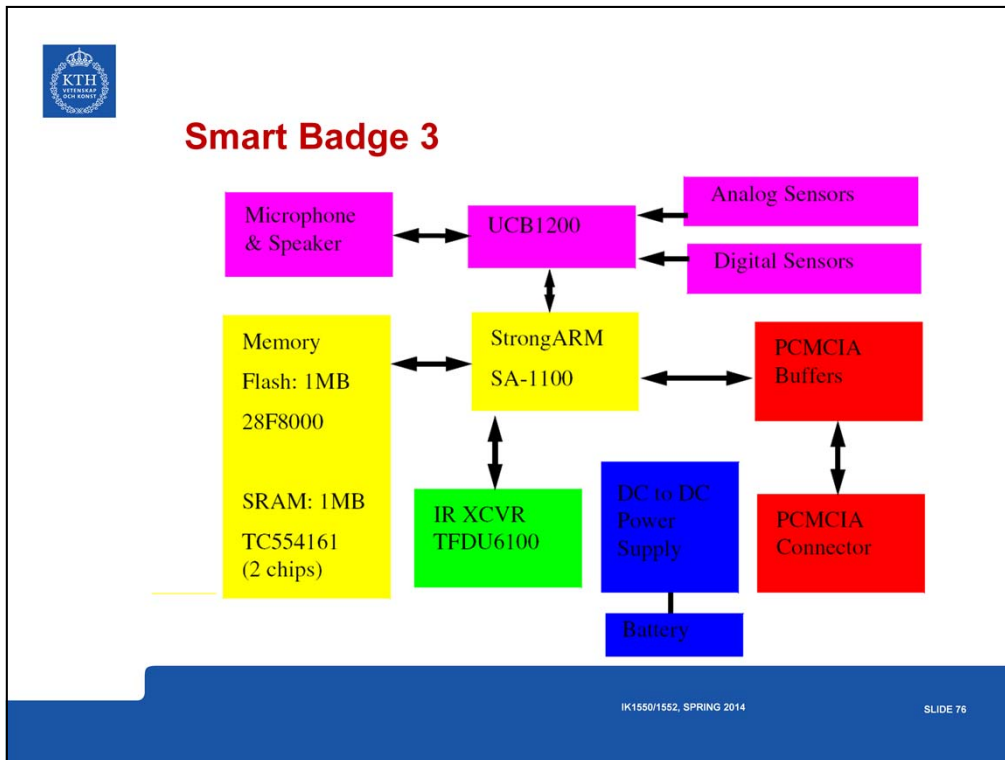 KTH
VETENSKAP
OCH KONST
Smart Badge 3
Microphone
& Speaker
UCB1200
Analog Sensors
Digital Sensors
Memory
Flash: 1MB
28F8000
SRAM: 1MB
TC554161
(2 chips)
StrongARM
SA-1100
PCMCIA
Buffers
IR XCVR
TFDU6100
DC to DC
Power
Supply
PCMCIA
Connector
Battery
IK1550/1552, SPRING 2014
SLIDE 76